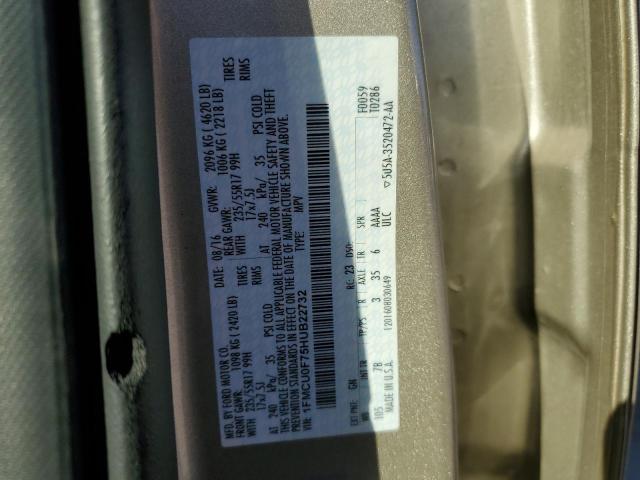 MFD. BY FORD MOTOR CO. DATE: 08/16 GVWR: 2096 KG ( 4620 LB)
FRONT GAWR: 1098 KG ( 2420 LB) REAR GAWR: 1006 KG ( 2218 LB)
WITH 235/55R17 99H TIRES WITH 235/55R17 99H TIRES
17x7.5J RIMS 17x7.5J RIMS
AT 240 kPa/ 35 PSI COLD AT 240 kPa/ 35 PSI COLD
THIS VEHICLE CONFORMS TO ALL APPLICABLE FEDERAL MOTOR VEHICLE SAFETY AND THEFT
PREVENTION STANDARDS IN EFFECT ON THE DATE OF MANUFACTURE SHOWN ABOVE.
VIN: 1FMCU0F75HUB22732 TYPE: MPV
F0059
T0286
EXT PNT: GN RC: 23 DSO:
WB INT TR TP/PS R AXLE TR SPR
105 7B 3 35 6 AAAA
ULC
MADE IN U.S.A. 1201608030649 ▽5U5A-3520472-AA